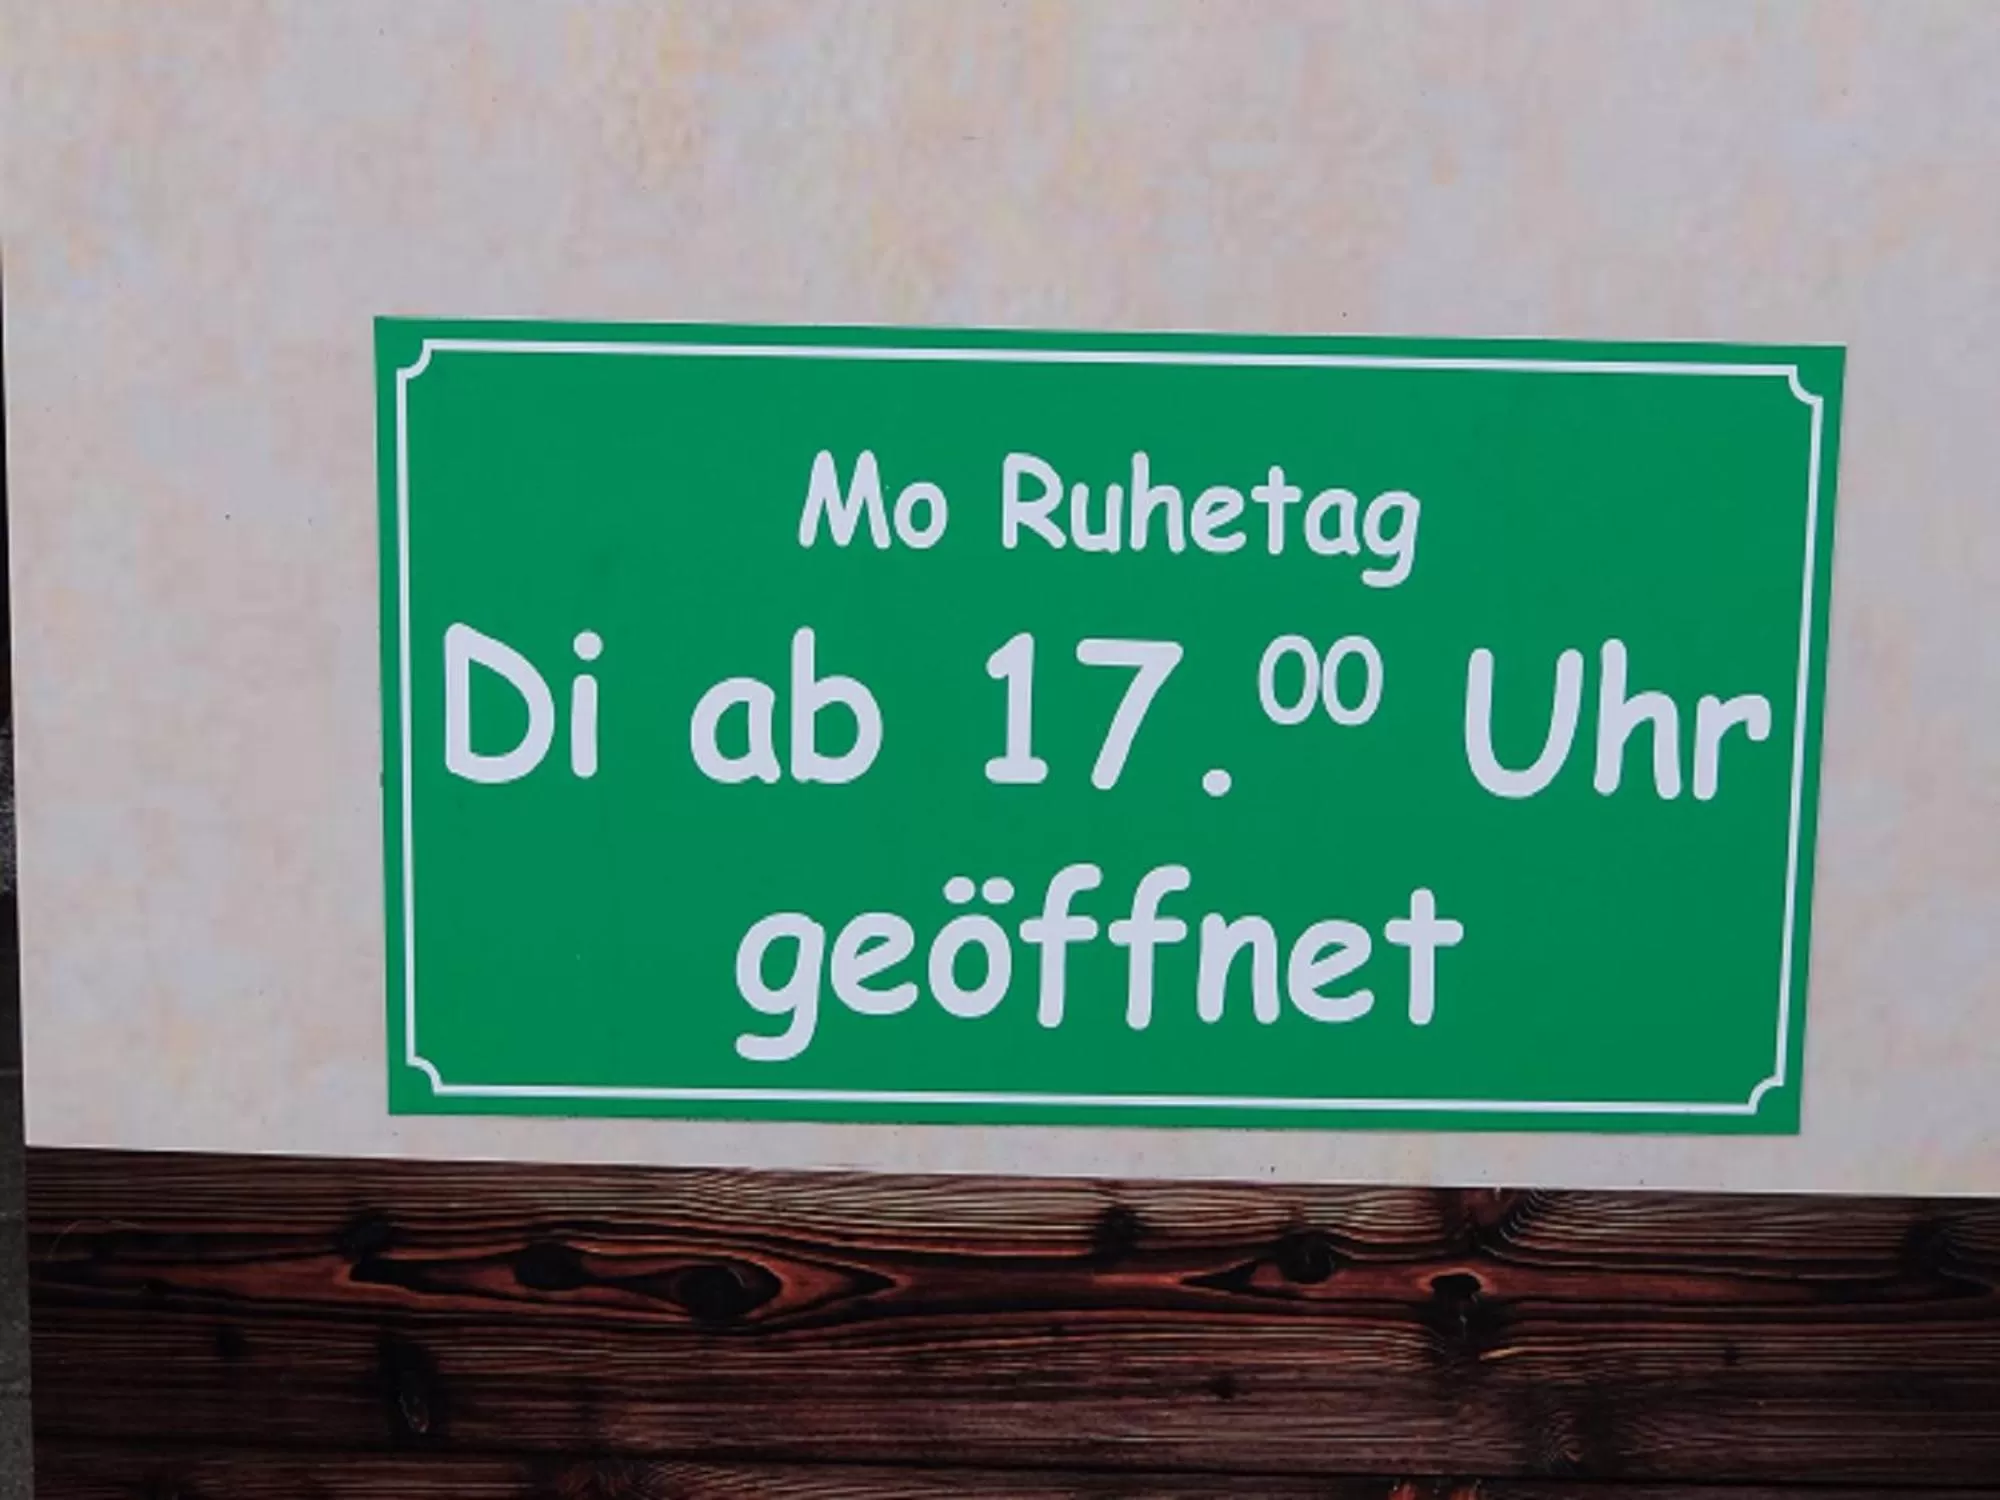 Mo Ruhetag
Di ab 17.00 Uhr
geöffnet